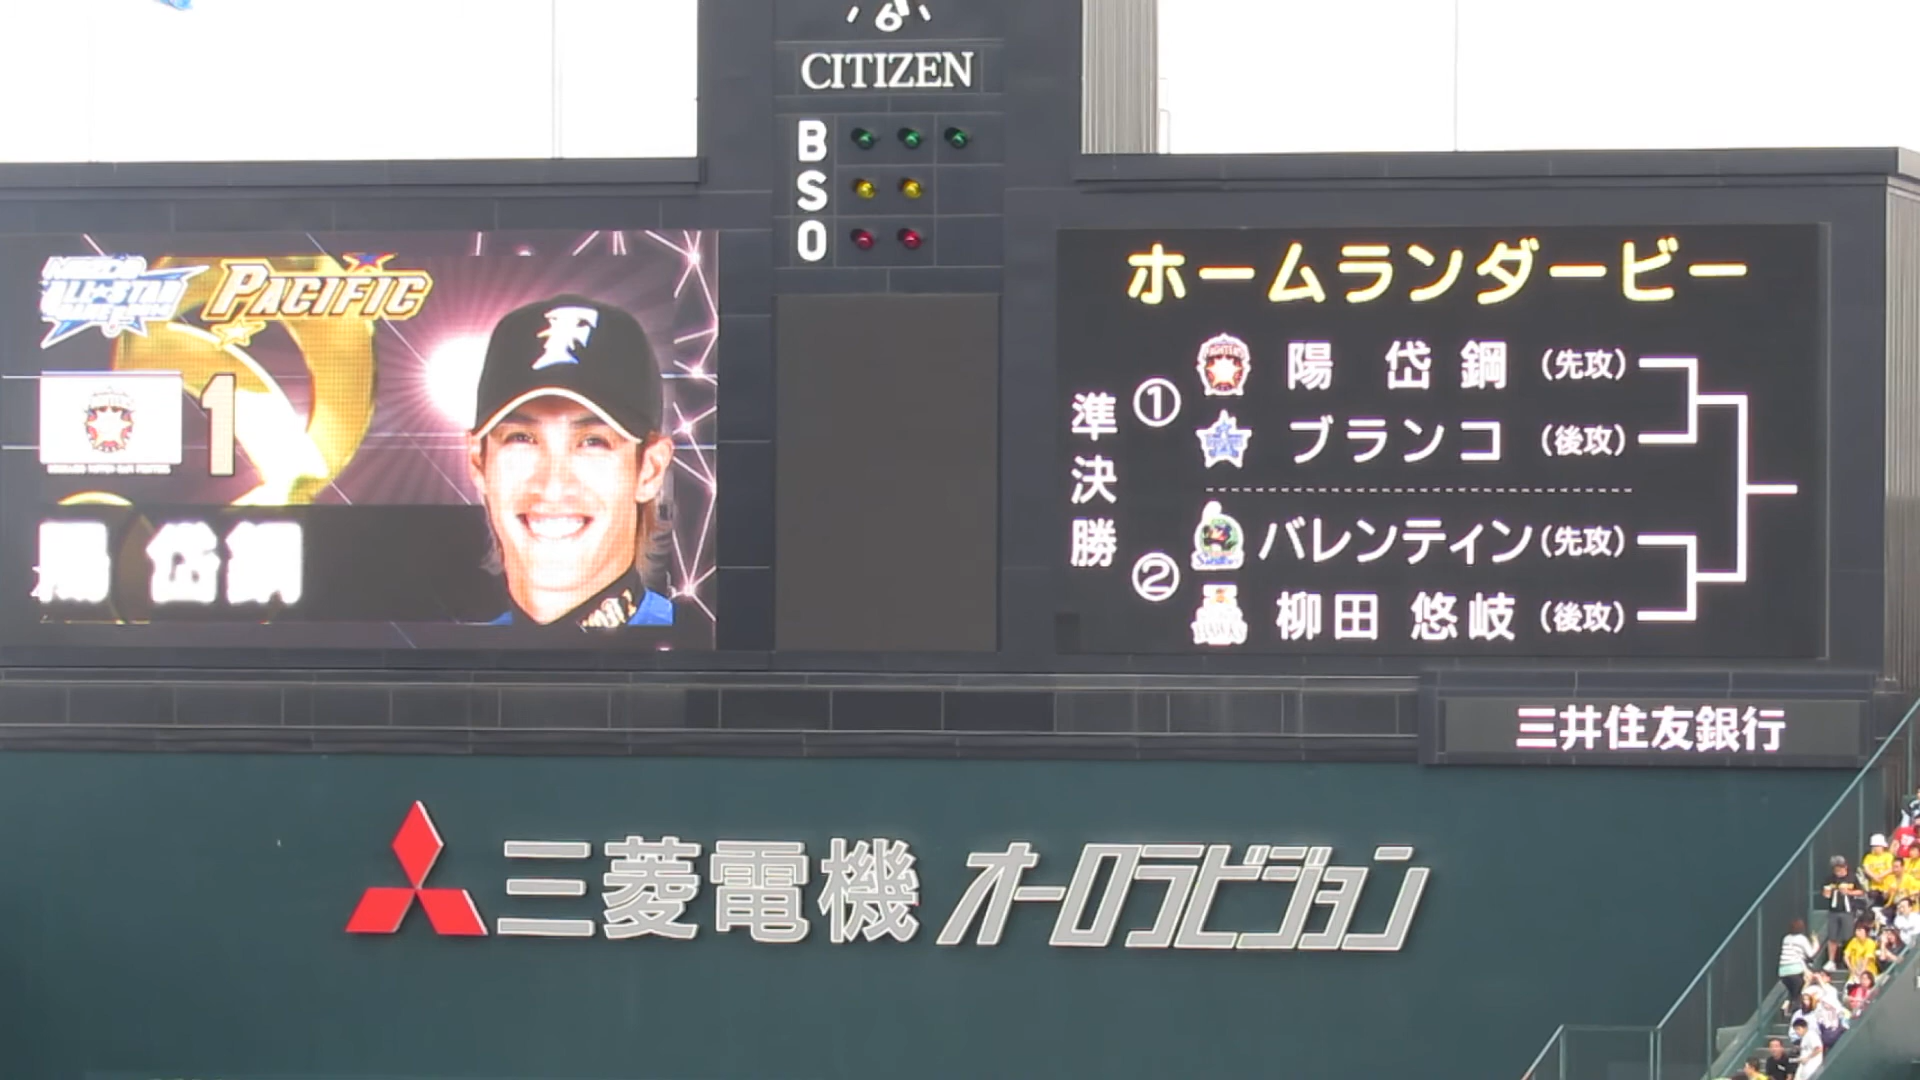 6
CITIZEN
B
S
O
ALL★STAR
PACIFIC
1
陽 岱鋼
ホームランダービー
準決勝
①
陽 岱 鋼 (先攻)
ブランコ (後攻)
②
バレンティン(先攻)
柳田 悠岐 (後攻)
三井住友銀行
三菱電機 オーロラビジョン